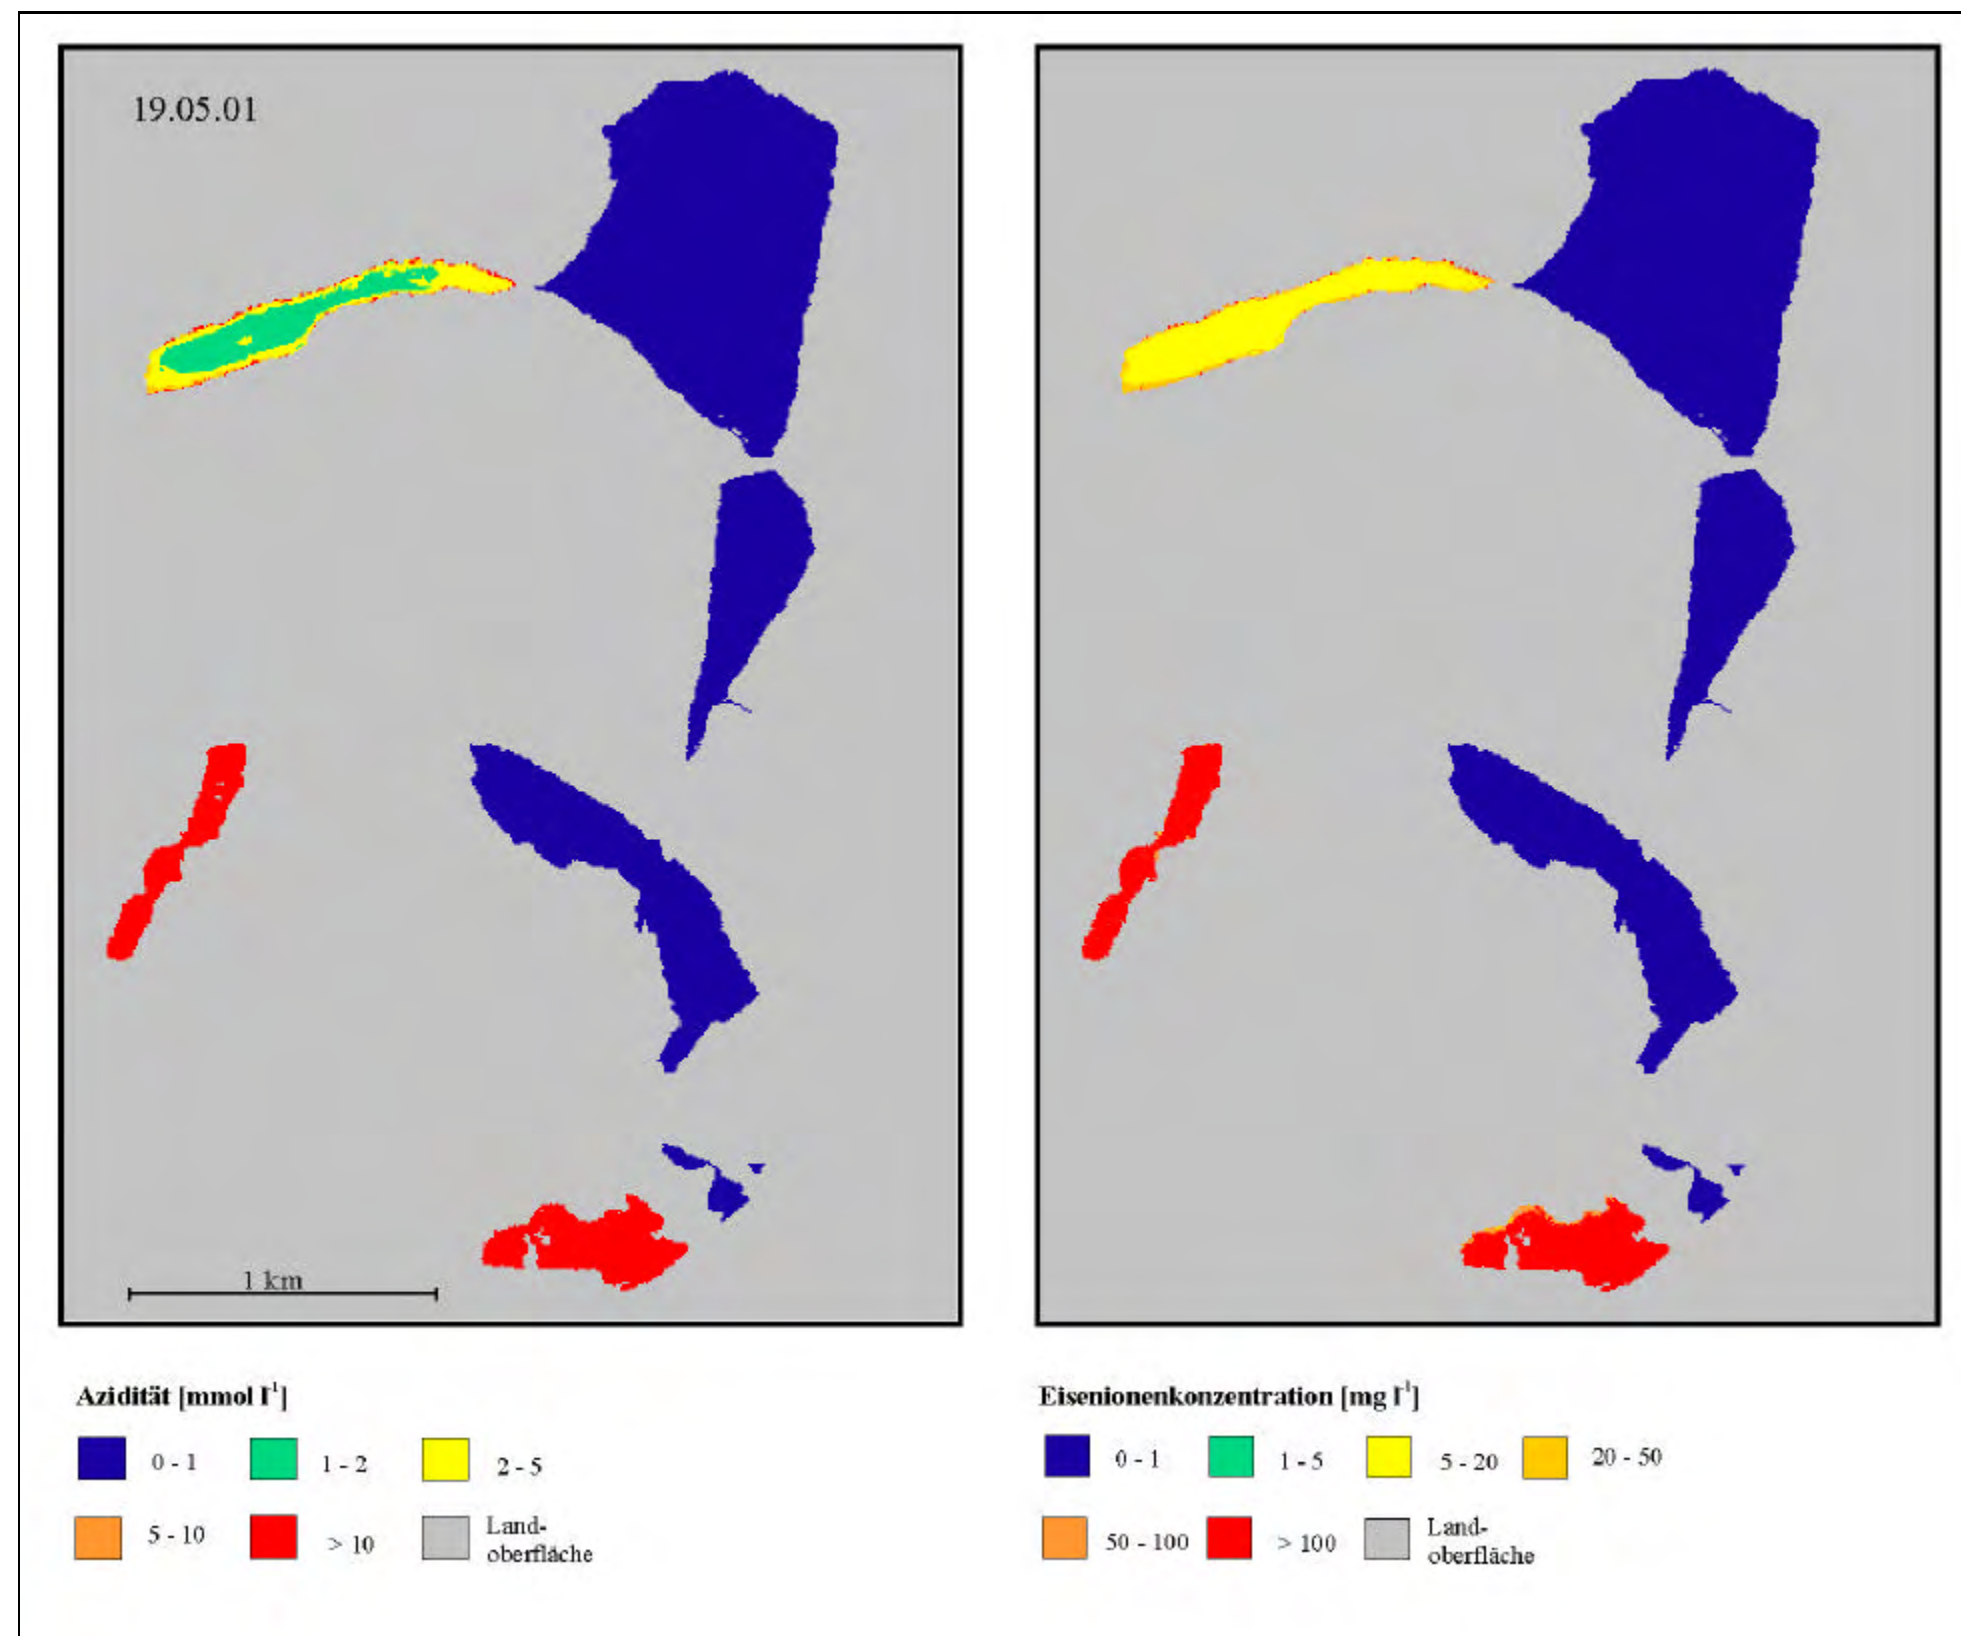 19.05.01
1 km
Azidität [mmol l⁻¹]
0 - 1
1 - 2
2 - 5
5 - 10
> 10
Land-
oberfläche
Eisenionenkonzentration [mg l⁻¹]
0 - 1
1 - 5
5 - 20
20 - 50
50 - 100
> 100
Land-
oberfläche